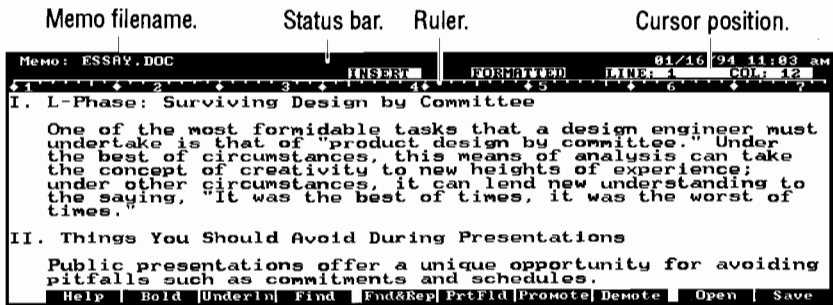 Memo filename. Status bar. Ruler. Cursor position.
Memo: ESSAY.DOC 01/16/94 11:03 am
INSERT FORMATTED LINE: 1 COL: 12
1 2 3 4 5 6 7
I. L-Phase: Surviving Design by Committee
One of the most formidable tasks that a design engineer must
undertake is that of "product design by committee." Under
the best of circumstances, this means of analysis can take
the concept of creativity to new heights of experience;
under other circumstances, it can lend new understanding to
the saying, "It was the best of times, it was the worst of
times."
II. Things You Should Avoid During Presentations
Public presentations offer a unique opportunity for avoiding
pitfalls such as commitments and schedules.
Help Bold Underln Find Fnd&Rep PrtFld Promote Demote Open Save